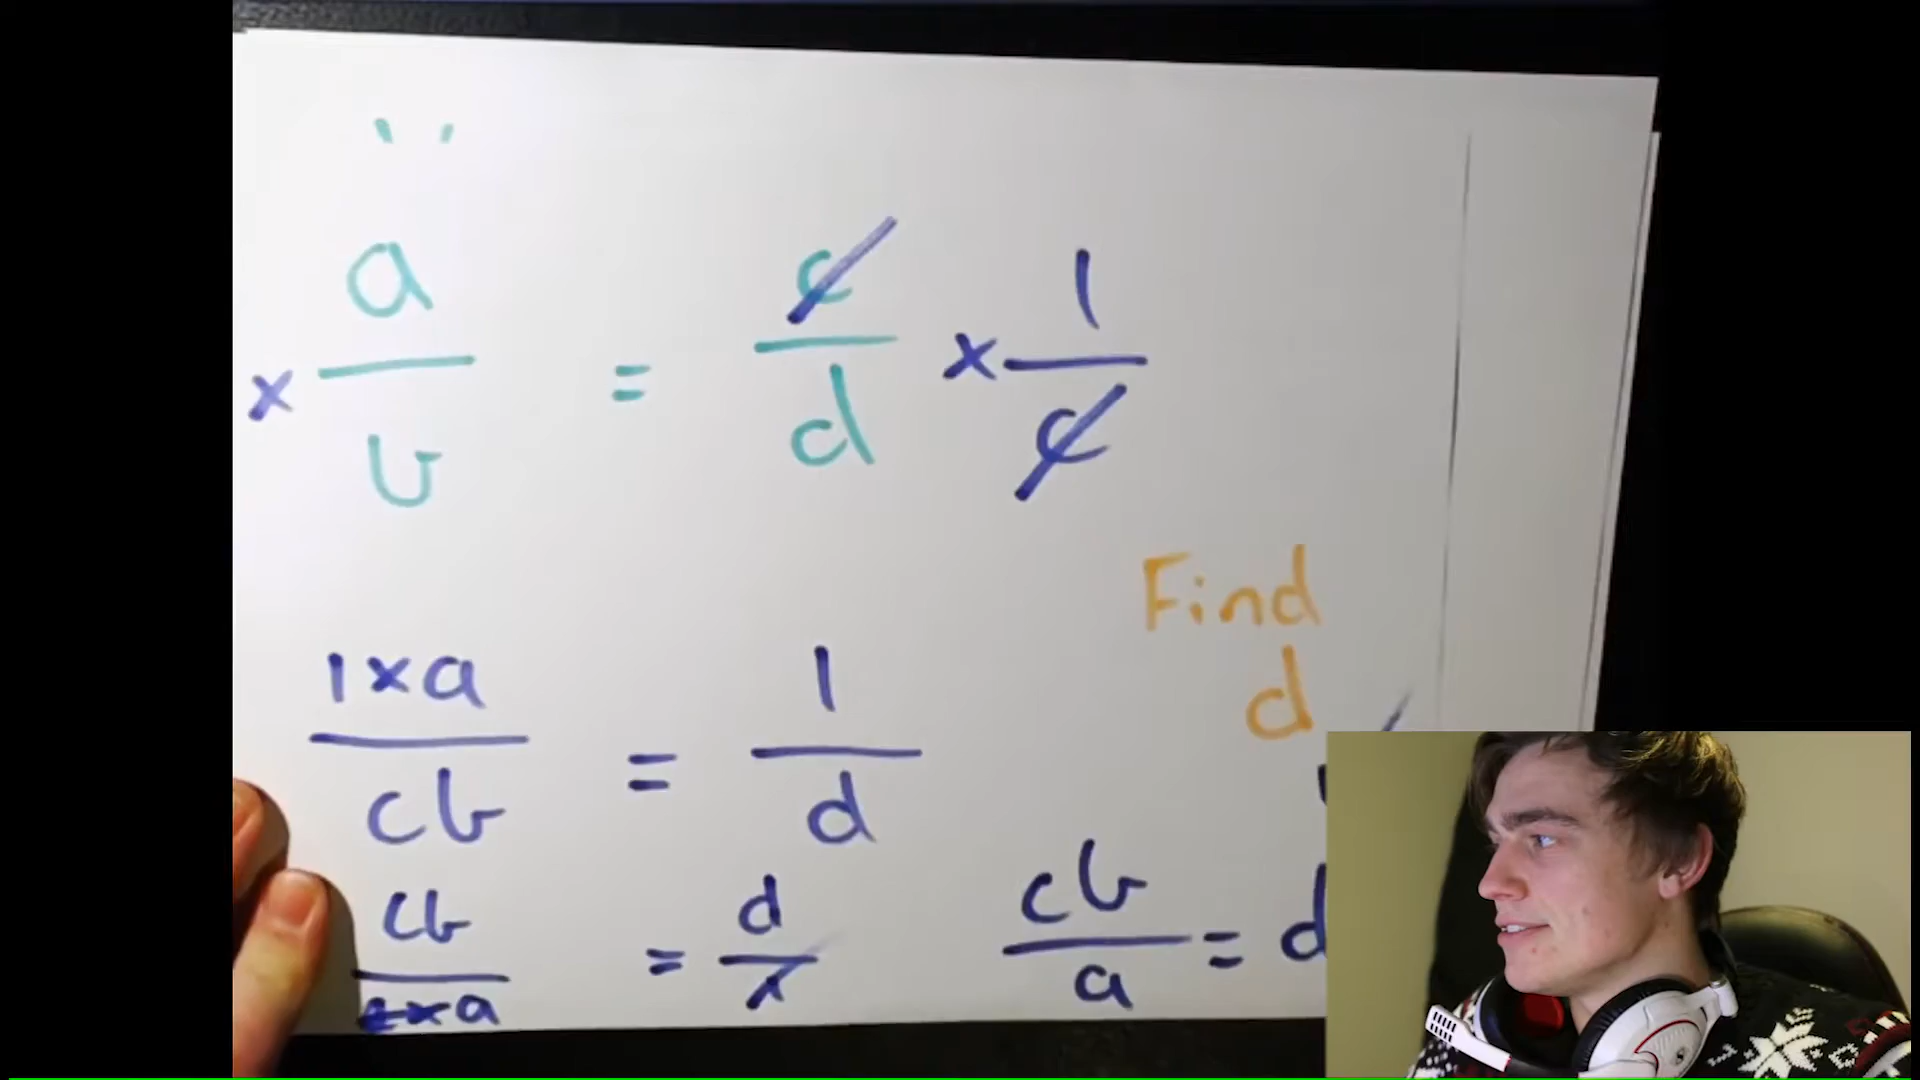 x a/b = c/d x 1/c
Find
d
1xa/cb = 1/d
cb/1xa = d/1
cb/a = d